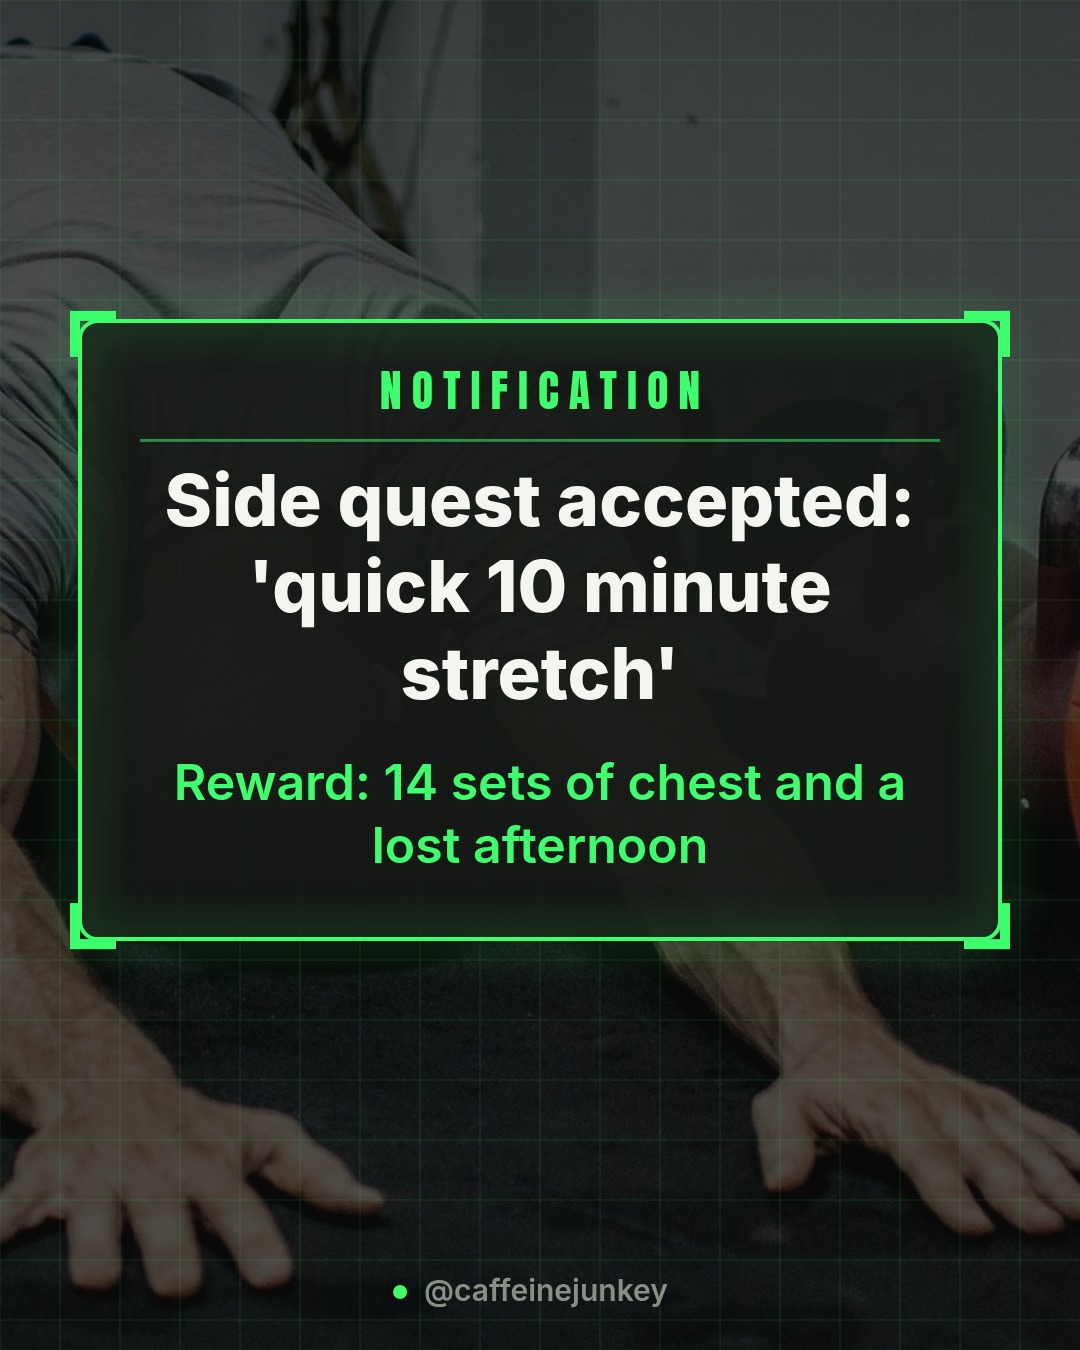 NOTIFICATION
Side quest accepted:
'quick 10 minute
stretch'
Reward: 14 sets of chest and a
lost afternoon
@caffeinejunkey